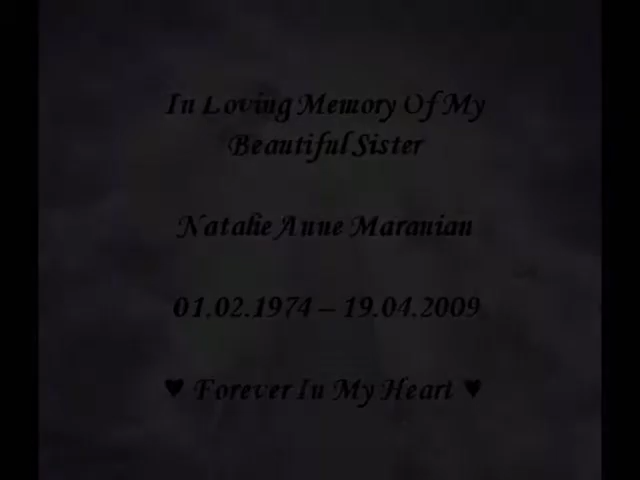 In Loving Memory Of My
Beautiful Sister
Natalie Anne Maranian
01.02.1974 – 19.04.2009
♥ Forever In My Heart ♥